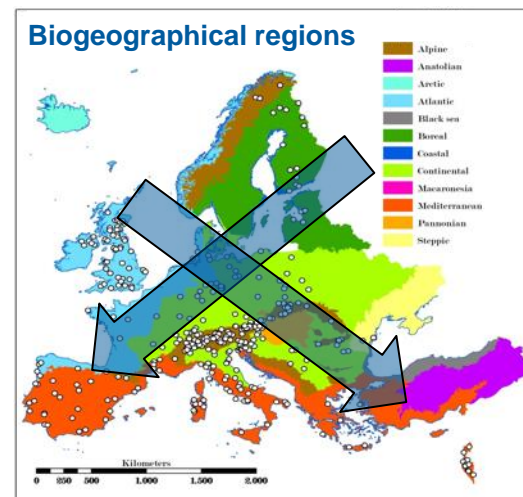 Biogeographical regions
Alpine
Anatolian
Arctic
Atlantic
Black sea
Boreal
Coastal
Continental
Macaronesia
Mediterranean
Pannonian
Steppic
Kilometers
0 250 500 1.000 1.500 2.000